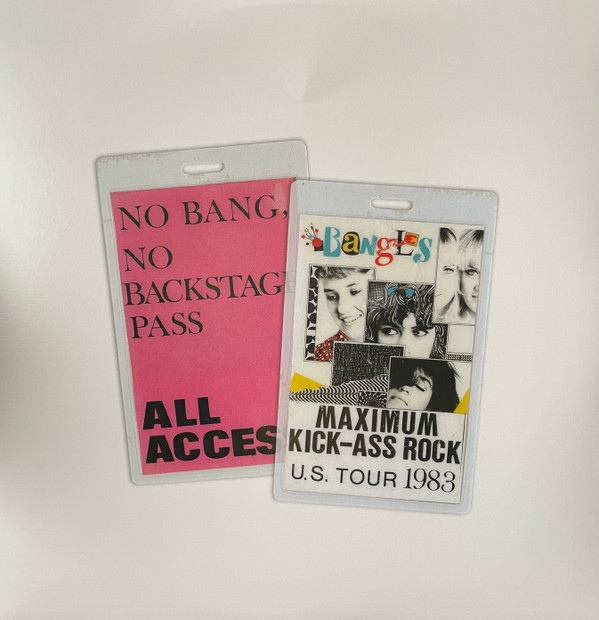 NO BANG,
NO
BACKSTAGE
PASS
ALL
ACCES
BANGLES
MAXIMUM
KICK-ASS ROCK
U.S. TOUR 1983